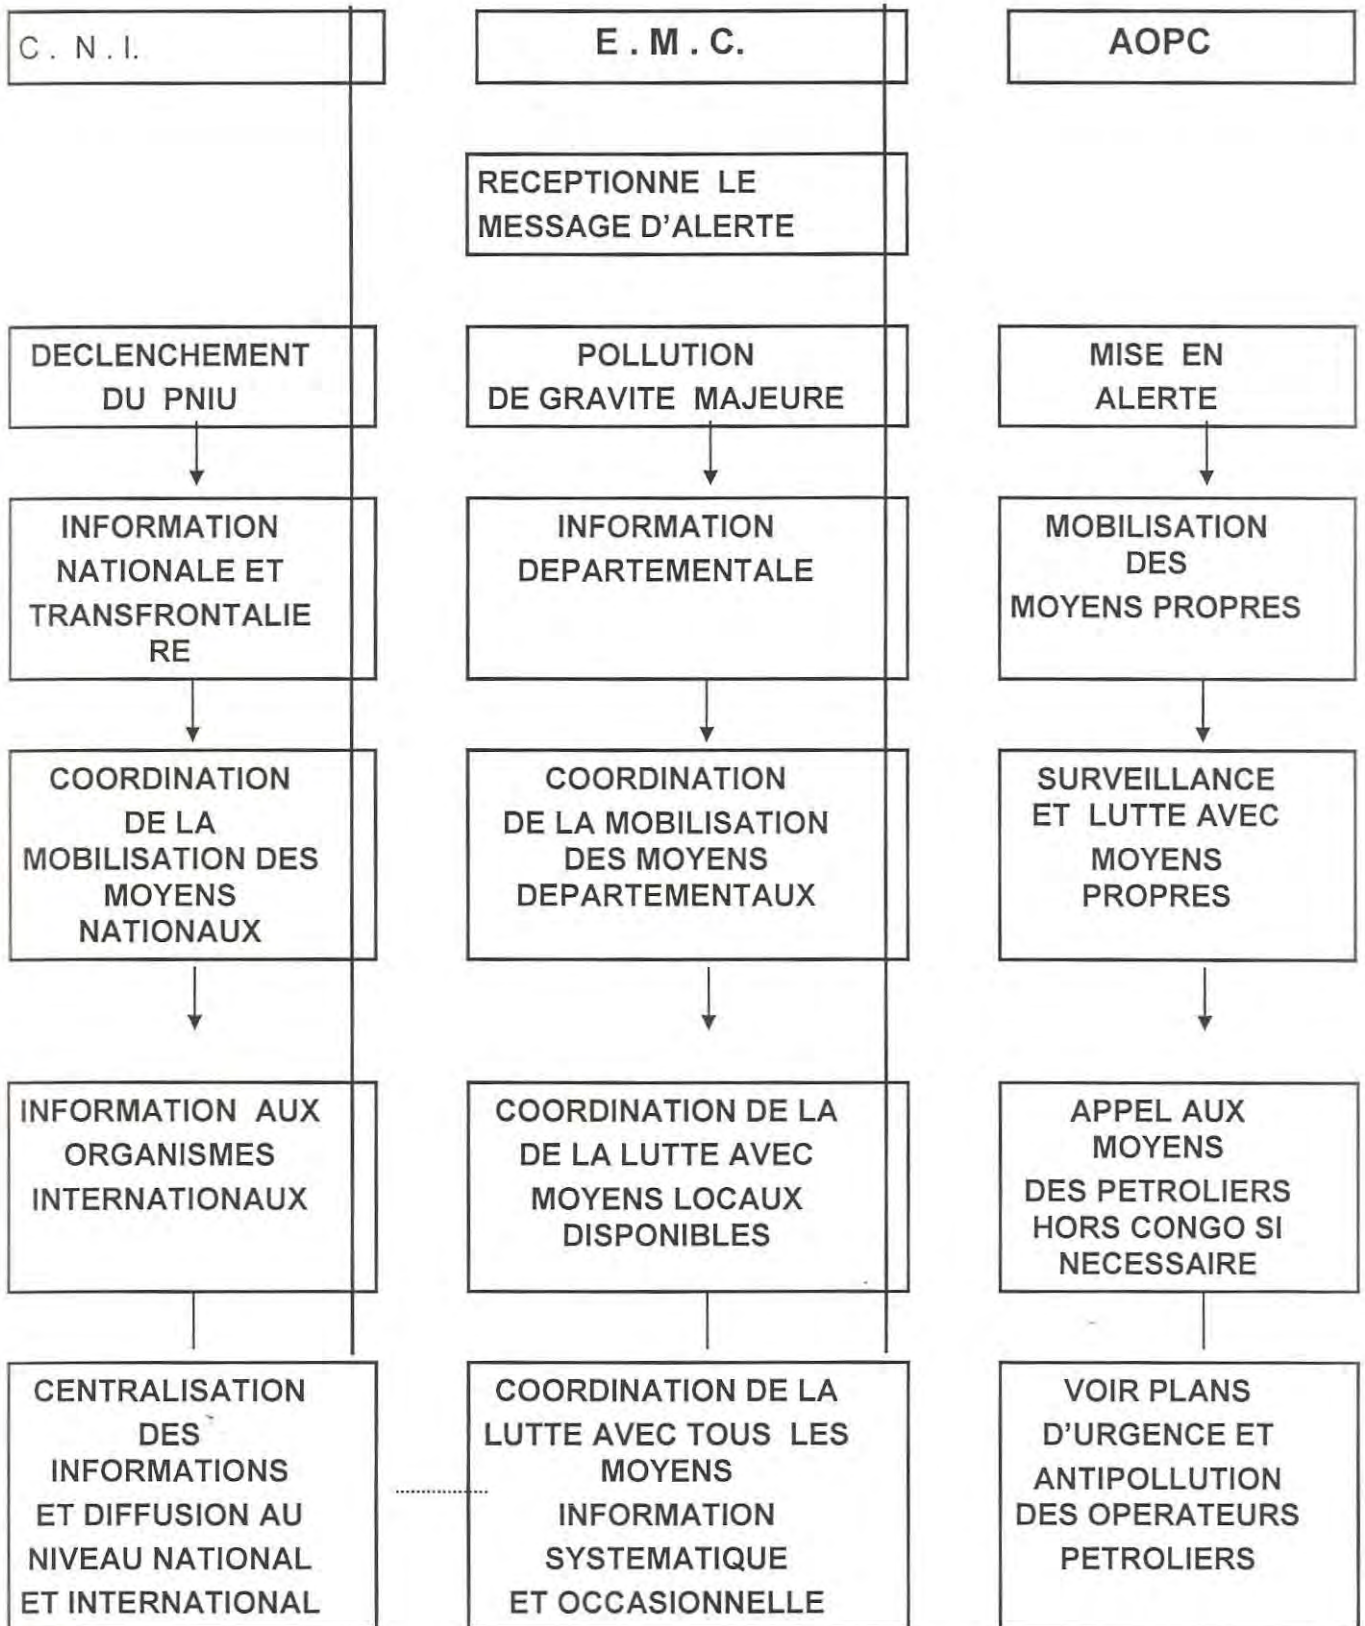 C. N. I.
E. M. C.
AOPC
RECEPTIONNE LE
MESSAGE D'ALERTE
DECLENCHEMENT
DU PNIU
POLLUTION
DE GRAVITE MAJEURE
MISE EN
ALERTE
INFORMATION
NATIONALE ET
TRANSFRONTALIE
RE
INFORMATION
DEPARTEMENTALE
MOBILISATION
DES
MOYENS PROPRES
COORDINATION
DE LA
MOBILISATION DES
MOYENS
NATIONAUX
COORDINATION
DE LA MOBILISATION
DES MOYENS
DEPARTEMENTAUX
SURVEILLANCE
ET LUTTE AVEC
MOYENS
PROPRES
INFORMATION AUX
ORGANISMES
INTERNATIONAUX
COORDINATION DE LA
DE LA LUTTE AVEC
MOYENS LOCAUX
DISPONIBLES
APPEL AUX
MOYENS
DES PETROLIERS
HORS CONGO SI
NECESSAIRE
CENTRALISATION
DES
INFORMATIONS
ET DIFFUSION AU
NIVEAU NATIONAL
ET INTERNATIONAL
COORDINATION DE LA
LUTTE AVEC TOUS LES
MOYENS
INFORMATION
SYSTEMATIQUE
ET OCCASIONNELLE
VOIR PLANS
D'URGENCE ET
ANTIPOLLUTION
DES OPERATEURS
PETROLIERS